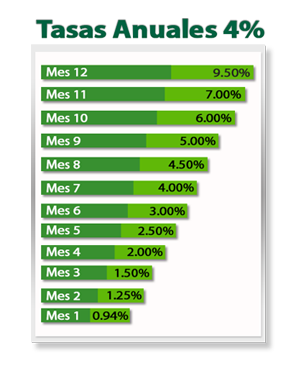 Tasas Anuales 4%
Mes 12 9.50%
Mes 11 7.00%
Mes 10 6.00%
Mes 9 5.00%
Mes 8 4.50%
Mes 7 4.00%
Mes 6 3.00%
Mes 5 2.50%
Mes 4 2.00%
Mes 3 1.50%
Mes 2 1.25%
Mes 1 0.94%